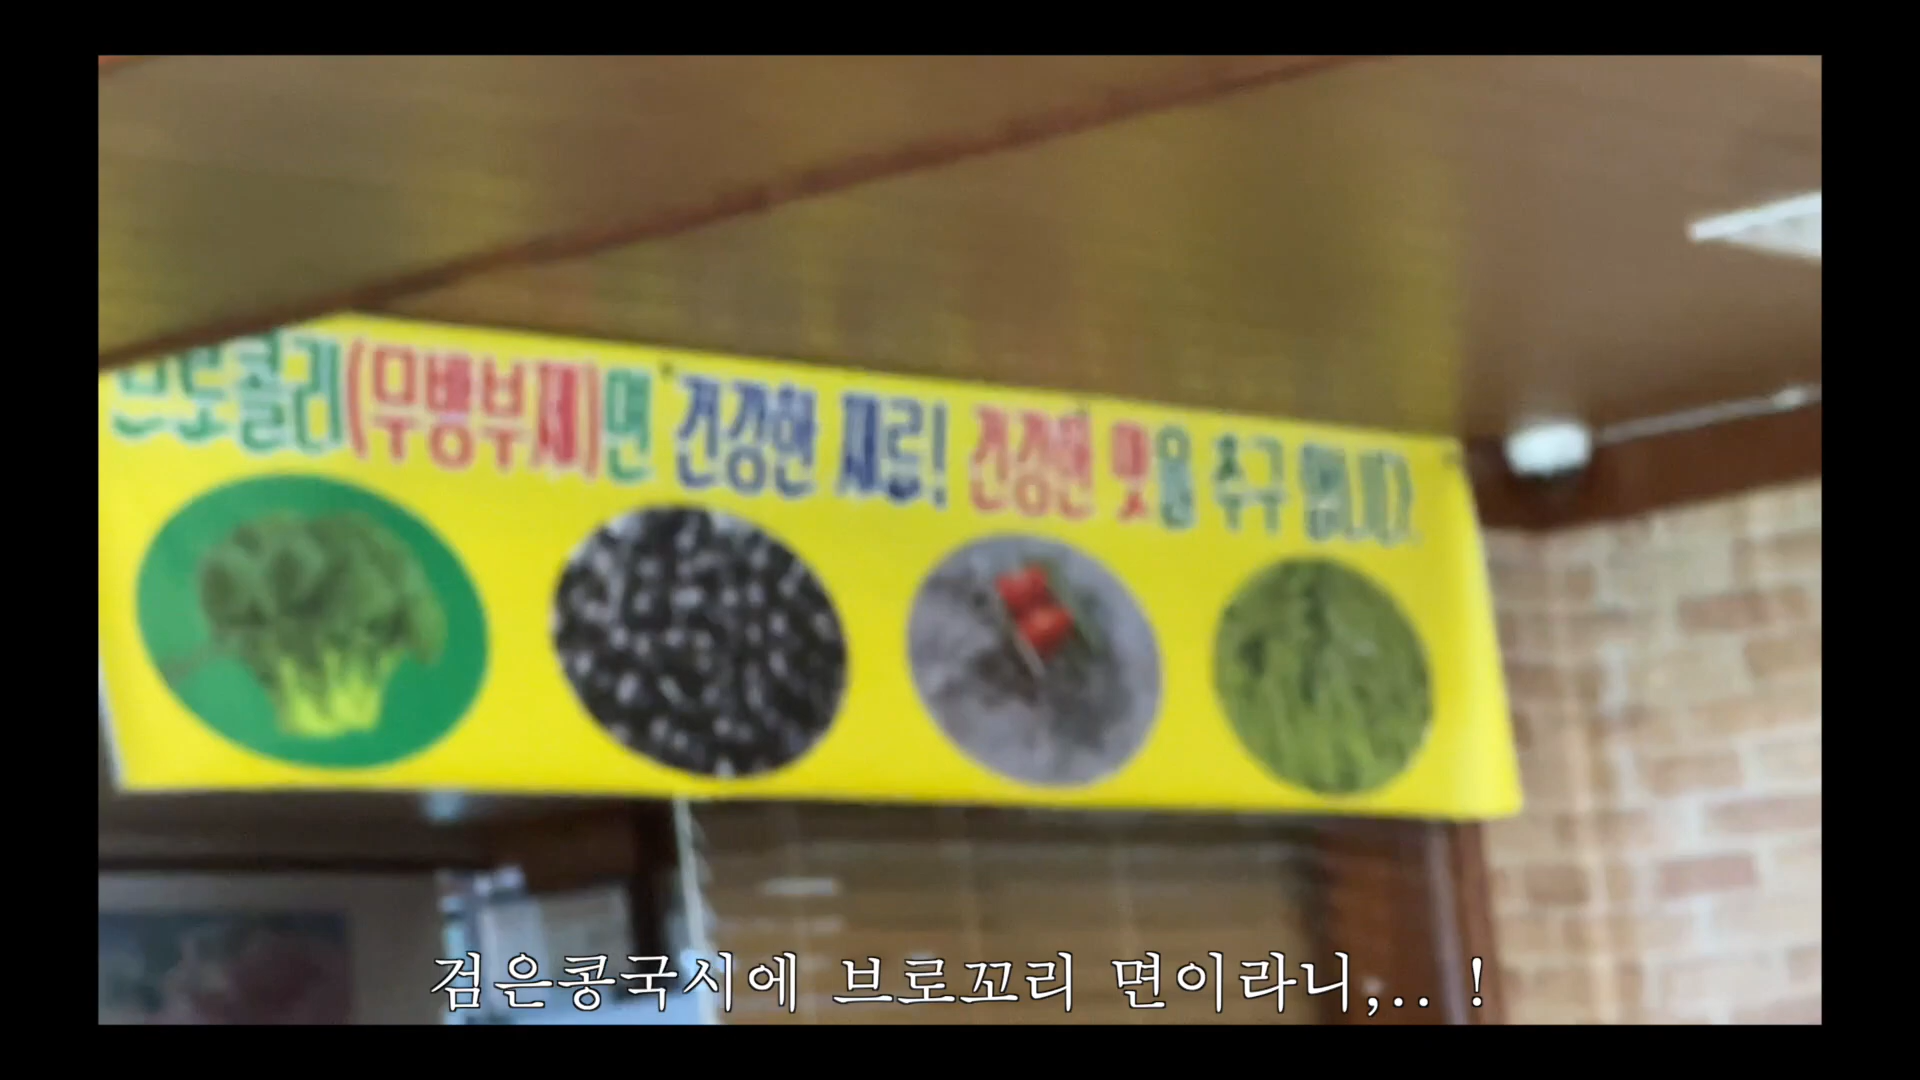 브로콜리(무방부제)면 건강한 재료! 건강한 맛을 추구 합니다.
검은콩국시에 브로꼬리 면이라니,.. !